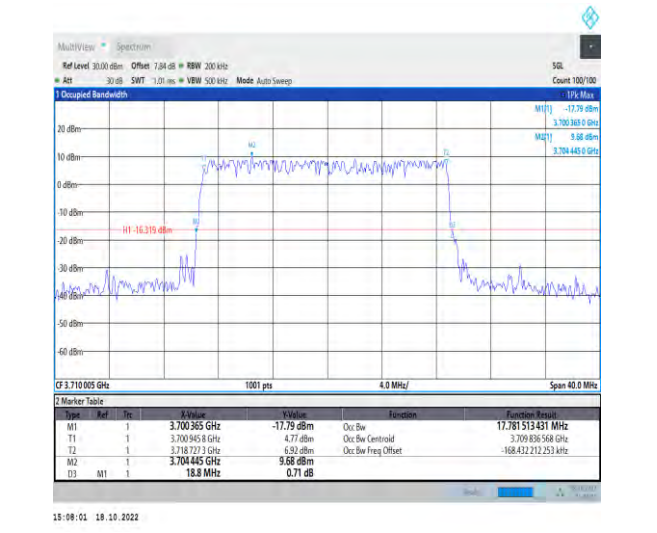 MultiView Spectrum
Ref Level 30.00 dBm Offset 7.84 dB RBW 200 kHz SGL
Att 30 dB SWT 1.01 ms VBW 500 kHz Mode Auto Sweep Count 100/100
1 Occupied Bandwidth 1Pk Max
M1[1] -17.79 dBm
3.700 365 0 GHz
M2[1] 9.68 dBm
3.704 445 0 GHz
20 dBm
10 dBm
0 dBm
-10 dBm
-20 dBm
-30 dBm
-40 dBm
-50 dBm
-60 dBm
M2
T1
T2
M1
H1 -16.319 dBm
D3
CF 3.710 005 GHz 1001 pts 4.0 MHz/ Span 40.0 MHz
2 Marker Table
Type Ref Trc X-Value Y-Value Function Function Result
M1 1 3.700 365 GHz -17.79 dBm Occ Bw 17.781 513 431 MHz
T1 1 3.700 945 8 GHz 4.77 dBm Occ Bw Centroid 3.709 836 568 GHz
T2 1 3.718 727 3 GHz 6.92 dBm Occ Bw Freq Offset -168.432 212 253 kHz
M2 1 3.704 445 GHz 9.68 dBm
D3 M1 1 18.8 MHz 0.71 dB
Ready
15:08:01 18.10.2022